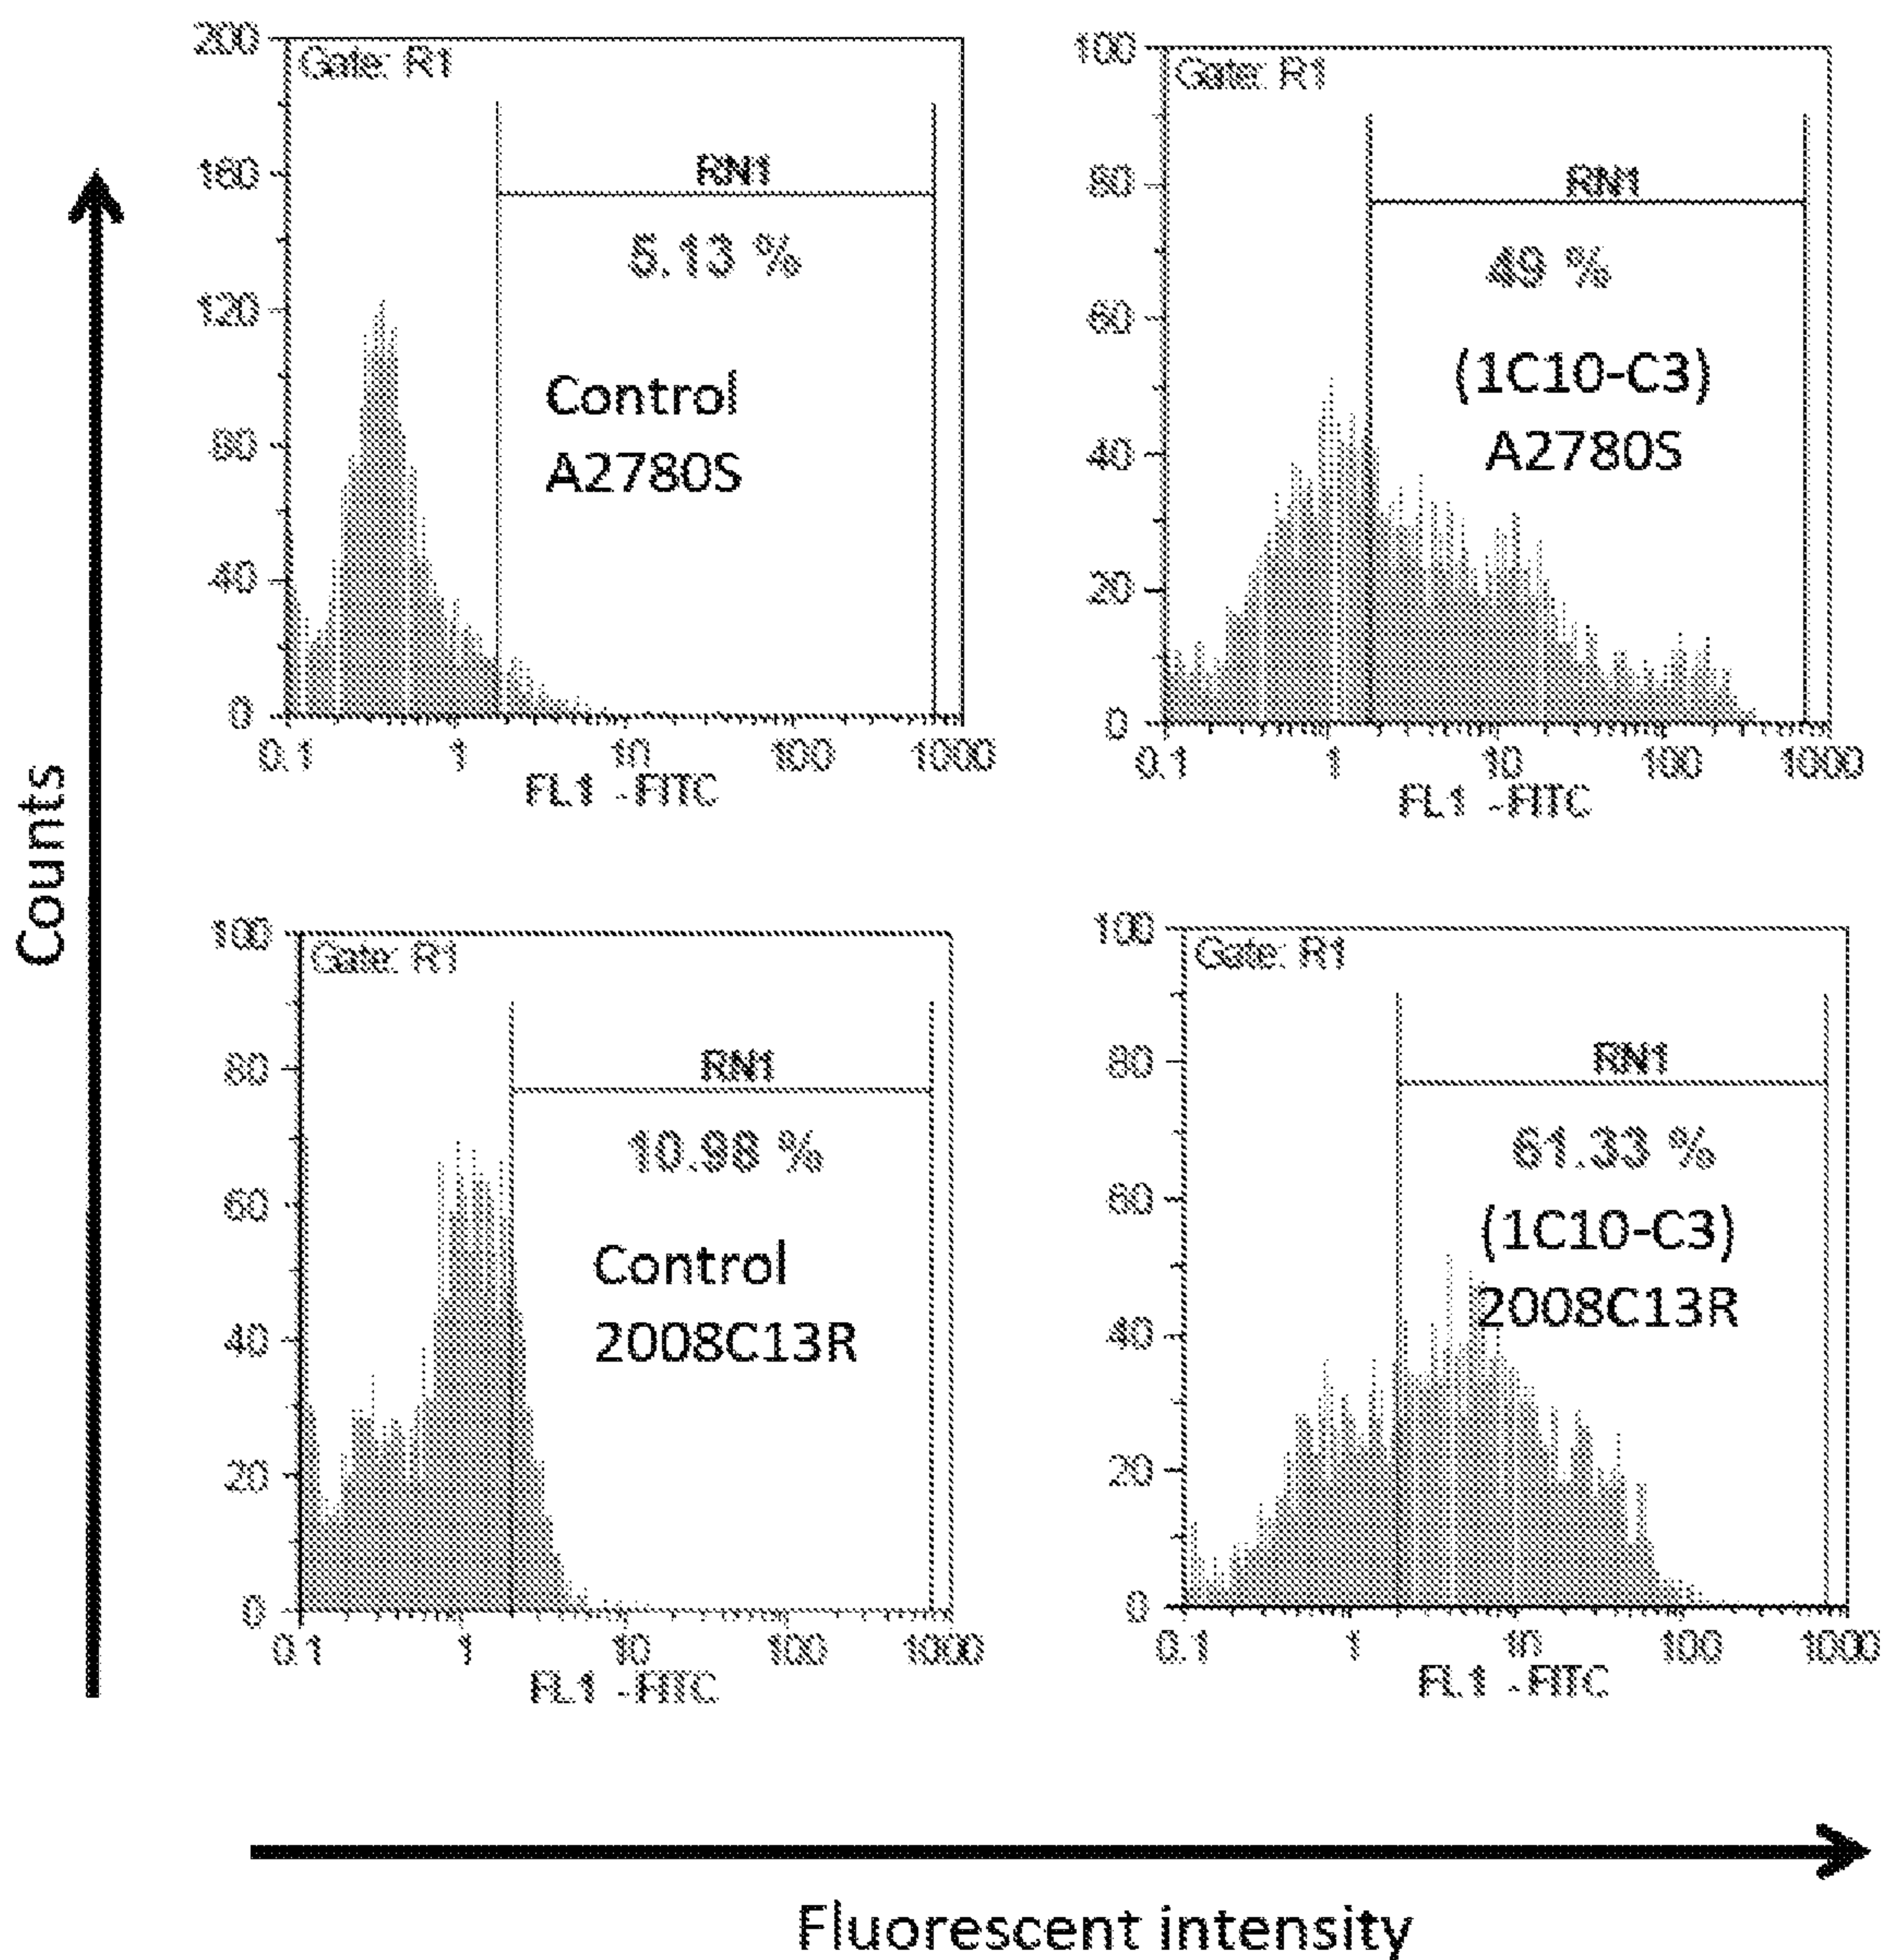 Counts
200
160
120
80
40
0
Gate: R1
RN1
5.13 %
Control
A2780S
0.1 1 10 100 1000
FL1 -FITC
100
80
60
40
20
0
Gate: R1
RN1
49 %
(1C10-C3)
A2780S
0.1 1 10 100 1000
FL1 -FITC
100
80
60
40
20
0
Gate: R1
RN1
10.98 %
Control
2008C13R
0.1 1 10 100 1000
FL1 -FITC
100
80
60
40
20
0
Gate: R1
RN1
61.33 %
(1C10-C3)
2008C13R
0.1 1 10 100 1000
FL1 -FITC
Fluorescent intensity